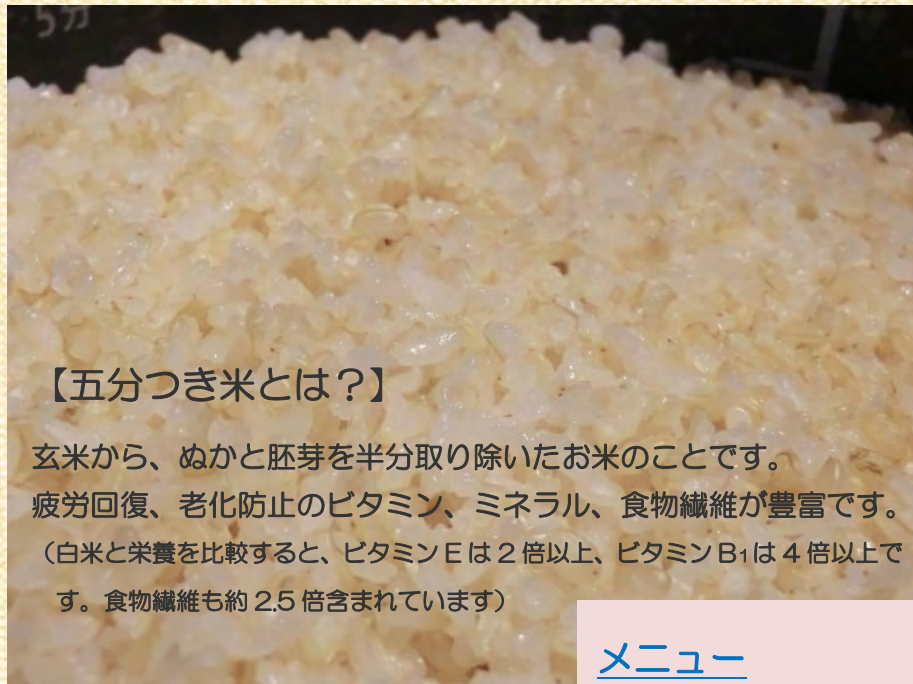 5分
【五分つき米とは？】
玄米から、ぬかと胚芽を半分取り除いたお米のことです。
疲労回復、老化防止のビタミン、ミネラル、食物繊維が豊富です。
（白米と栄養を比較すると、ビタミンEは2倍以上、ビタミンB1は4倍以上で
す。食物繊維も約2.5倍含まれています）
メニュー